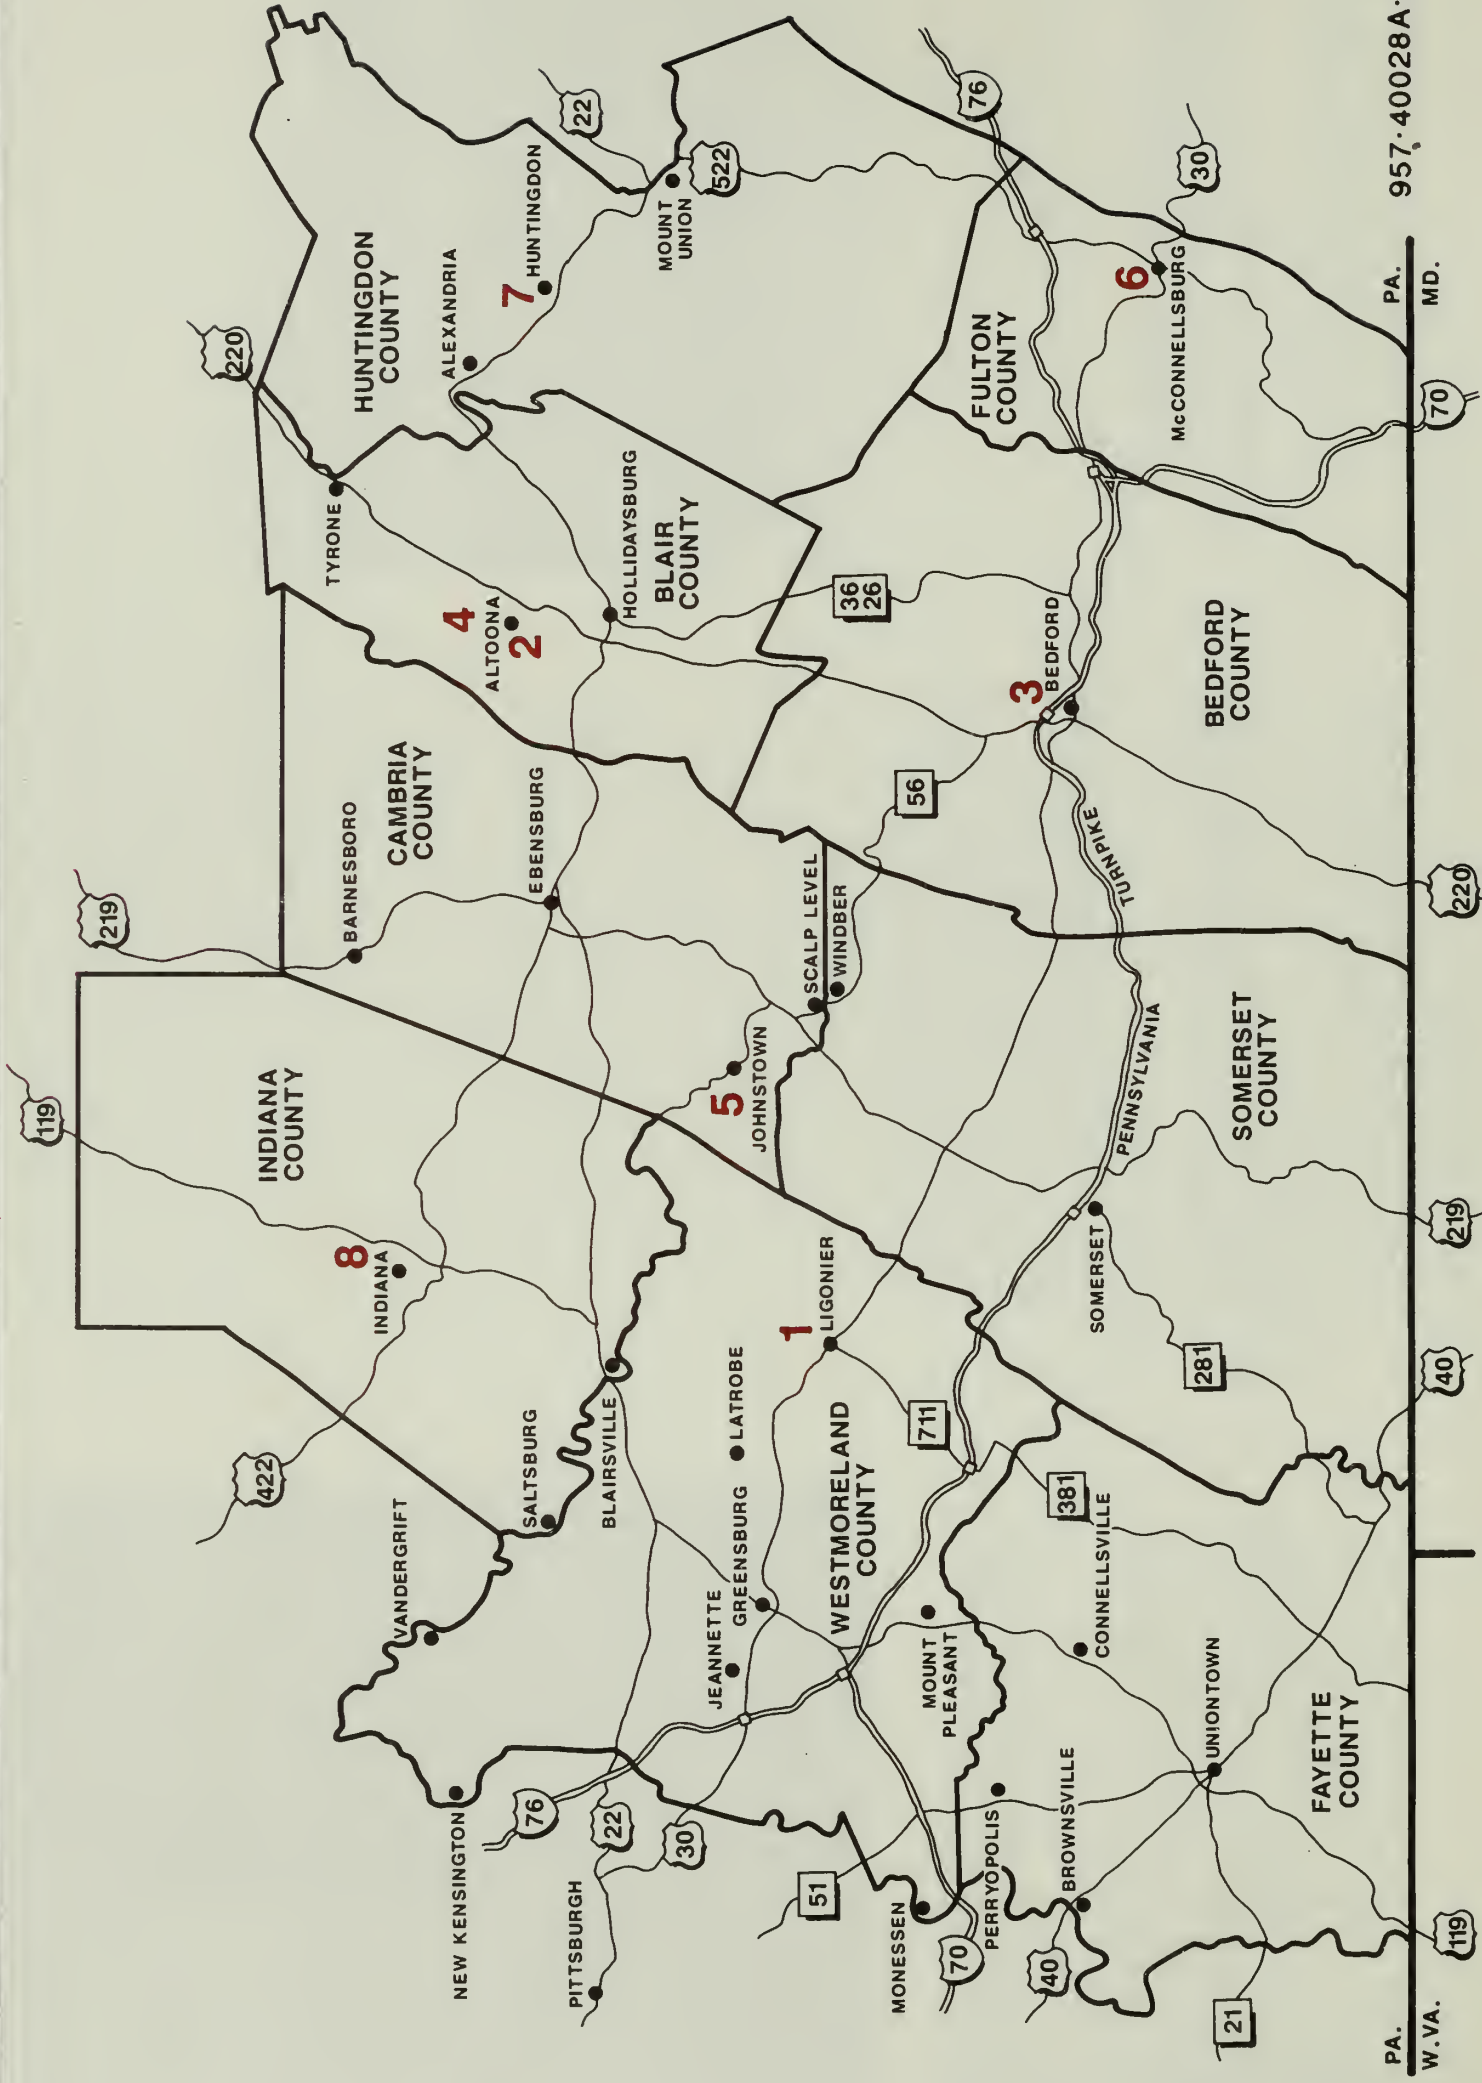 119
219
422
220
INDIANA
COUNTY
8
INDIANA
BARNESBORO
CAMBRIA
COUNTY
EBENSBURG
TYRONE
HUNTINGDON
COUNTY
ALEXANDRIA
7
HUNTINGDON
22
4
ALTOONA
2
HOLLIDAYSBURG
BLAIR
COUNTY
MOUNT
UNION
522
VANDERGRIFT
SALTSBURG
BLAIRSVILLE
NEW KENSINGTON
76
PITTSBURGH
22
30
JEANNETTE
GREENSBURG
LATROBE
5
JOHNSTOWN
1
LIGONIER
SCALP LEVEL
WINDBER
56
36
26
WESTMORELAND
COUNTY
711
51
MONESSEN
70
MOUNT
PLEASANT
PERRYOPOLIS
381
CONNELLSVILLE
40
BROWNSVILLE
UNIONTOWN
21
FAYETTE
COUNTY
SOMERSET
281
PENNSYLVANIA
TURNPIKE
SOMERSET
COUNTY
3
BEDFORD
BEDFORD
COUNTY
FULTON
COUNTY
76
6
McCONNELLSBURG
30
PA.
W. VA.
119
40
219
220
70
PA.
MD.
957·40028A·